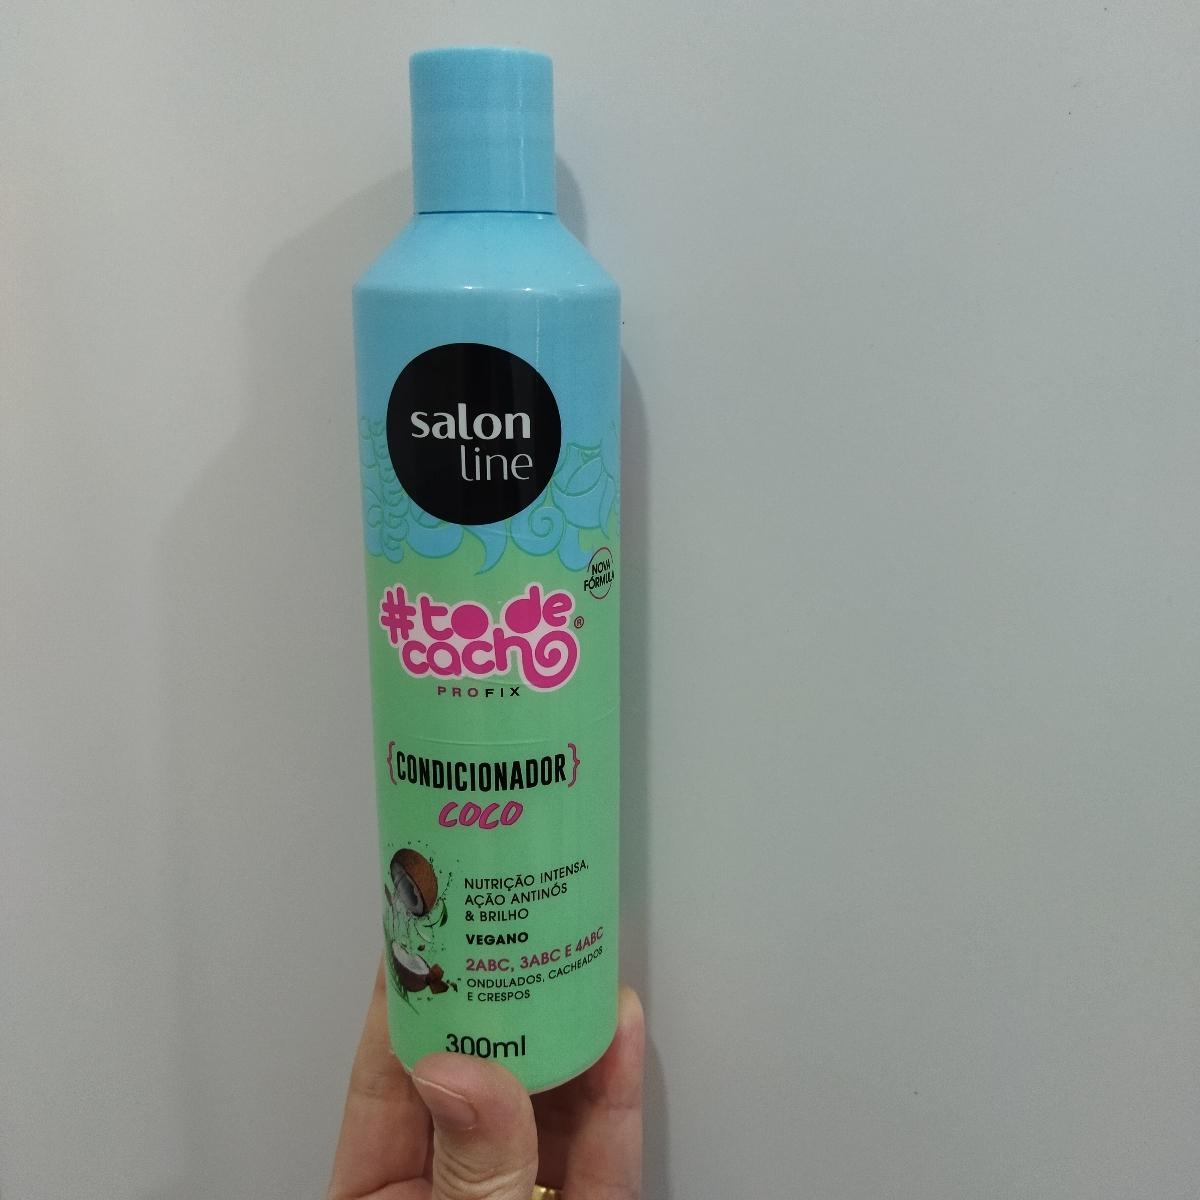 salon
line
NOVA
FÓRMULA
#to de
cacho®
PROFIX
{CONDICIONADOR}
COCO
NUTRIÇÃO INTENSA,
AÇÃO ANTINÓS
& BRILHO
VEGANO
2ABC, 3ABC E 4ABC
ONDULADOS, CACHEADOS
E CRESPOS
300ml